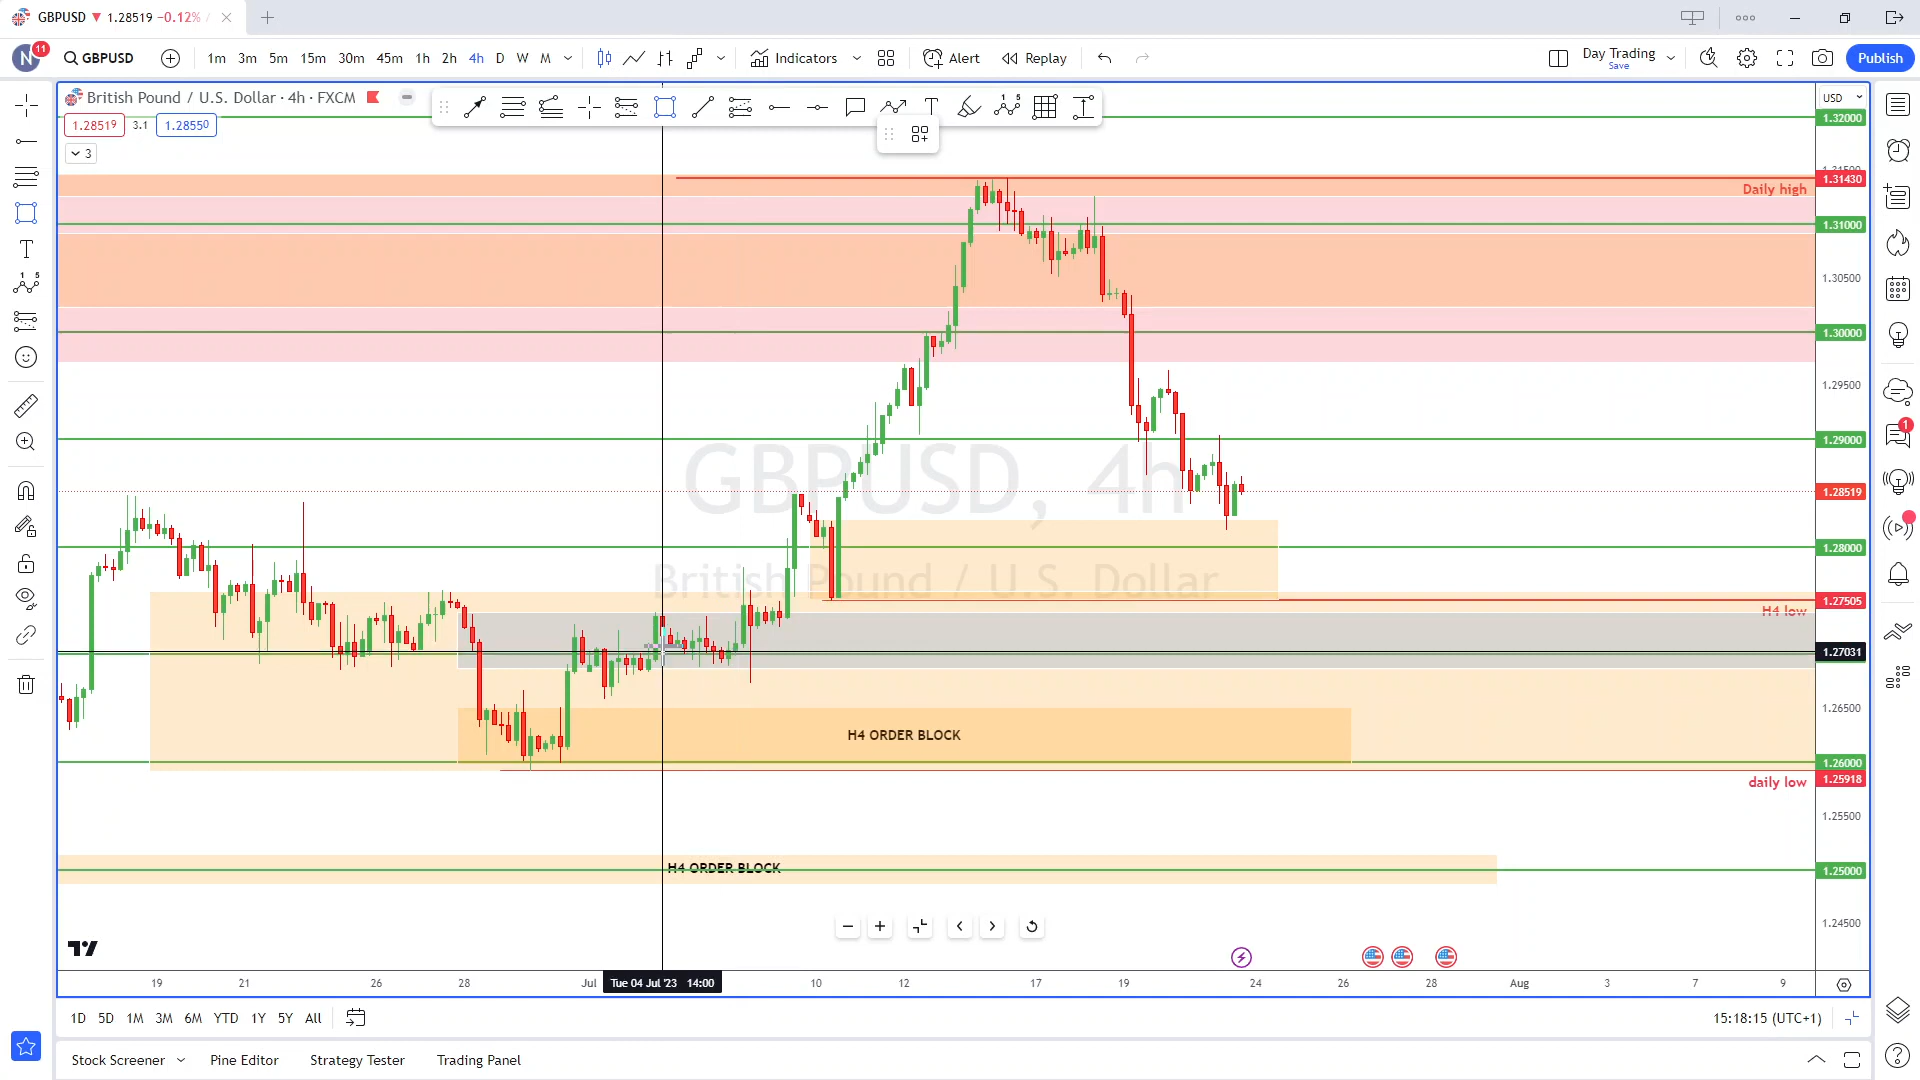 GBPUSD ▼ 1.28519 −0.12% /
N 11 GBPUSD 1m 3m 5m 15m 30m 45m 1h 2h 4h D W M Indicators Alert Replay Day Trading Save Publish
British Pound / U.S. Dollar · 4h · FXCM
USD
1.28519 3.1 1.28550
3
1.32000
1.31500
1.31430
Daily high
1.31000
1.30500
1.30000
1.29500
1.29000
GBPUSD, 4h
1.28519
1.28000
British Pound / U.S. Dollar
1.27505
H4 low
1.27031
1.26500
H4 ORDER BLOCK
1.26000
1.25918
daily low
1.25500
H4 ORDER BLOCK
1.25000
1.24500
19 21 26 28 Jul Tue 04 Jul '23 14:00 10 12 17 19 24 26 28 Aug 3 7 9
1D 5D 1M 3M 6M YTD 1Y 5Y All 15:18:15 (UTC+1)
Stock Screener Pine Editor Strategy Tester Trading Panel